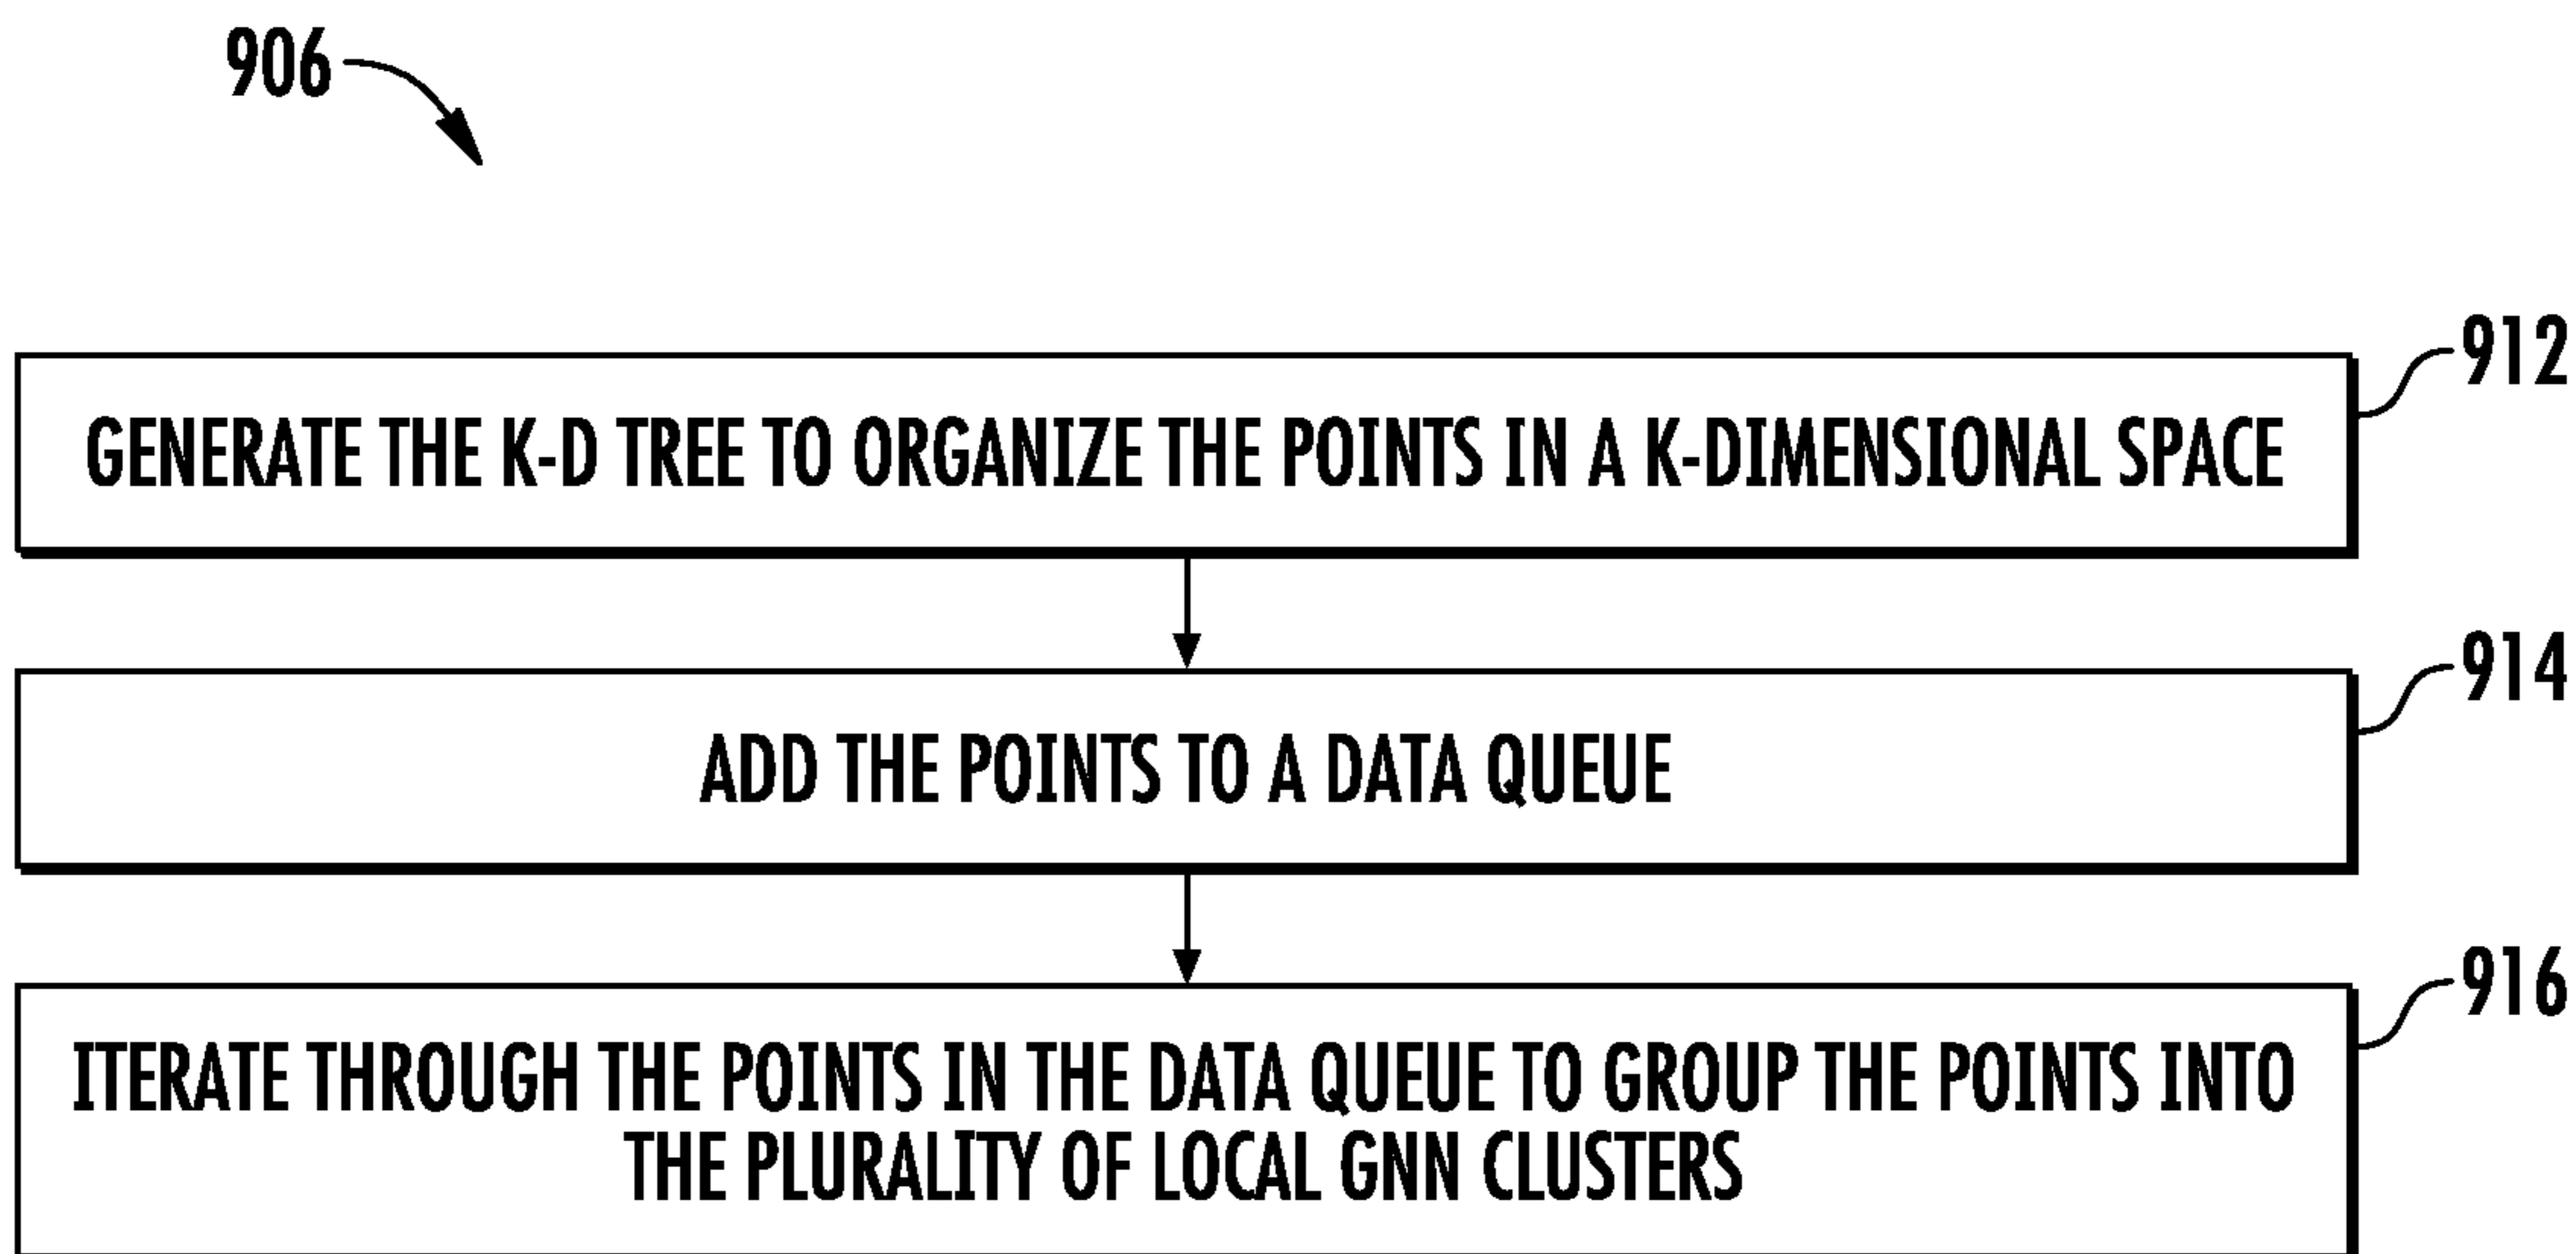 906
912
GENERATE THE K-D TREE TO ORGANIZE THE POINTS IN A K-DIMENSIONAL SPACE
914
ADD THE POINTS TO A DATA QUEUE
916
ITERATE THROUGH THE POINTS IN THE DATA QUEUE TO GROUP THE POINTS INTO
THE PLURALITY OF LOCAL GNN CLUSTERS